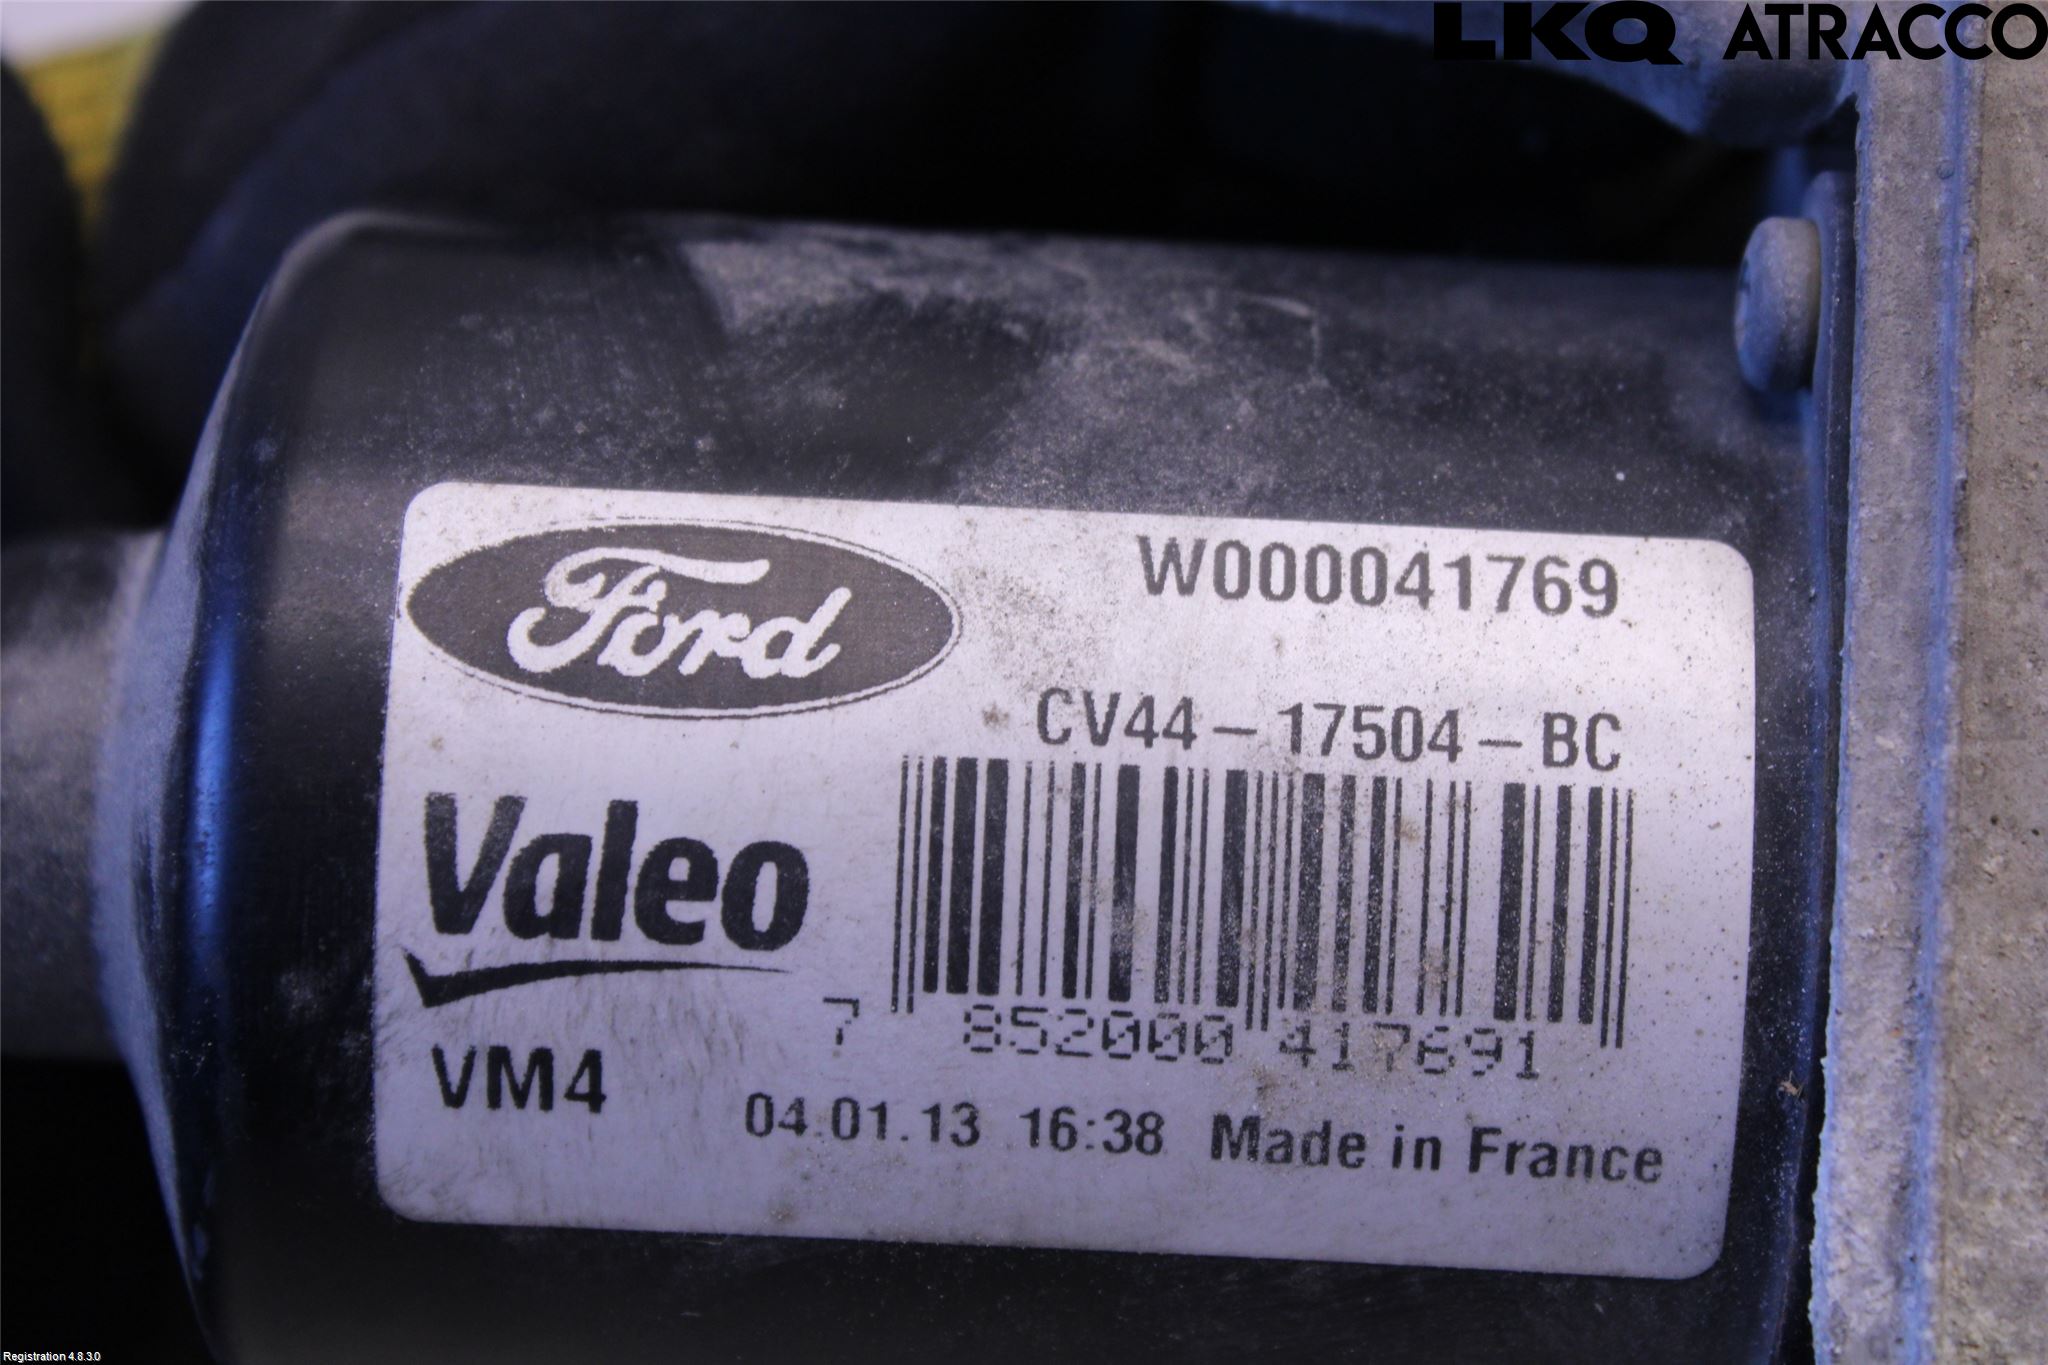 LKQ ATRACCO
Ford
W000041769
CV44-17504-BC
Valeo
7 852000 417691
VM4
04.01.13 16:38 Made in France
Registration 4.8.3.0